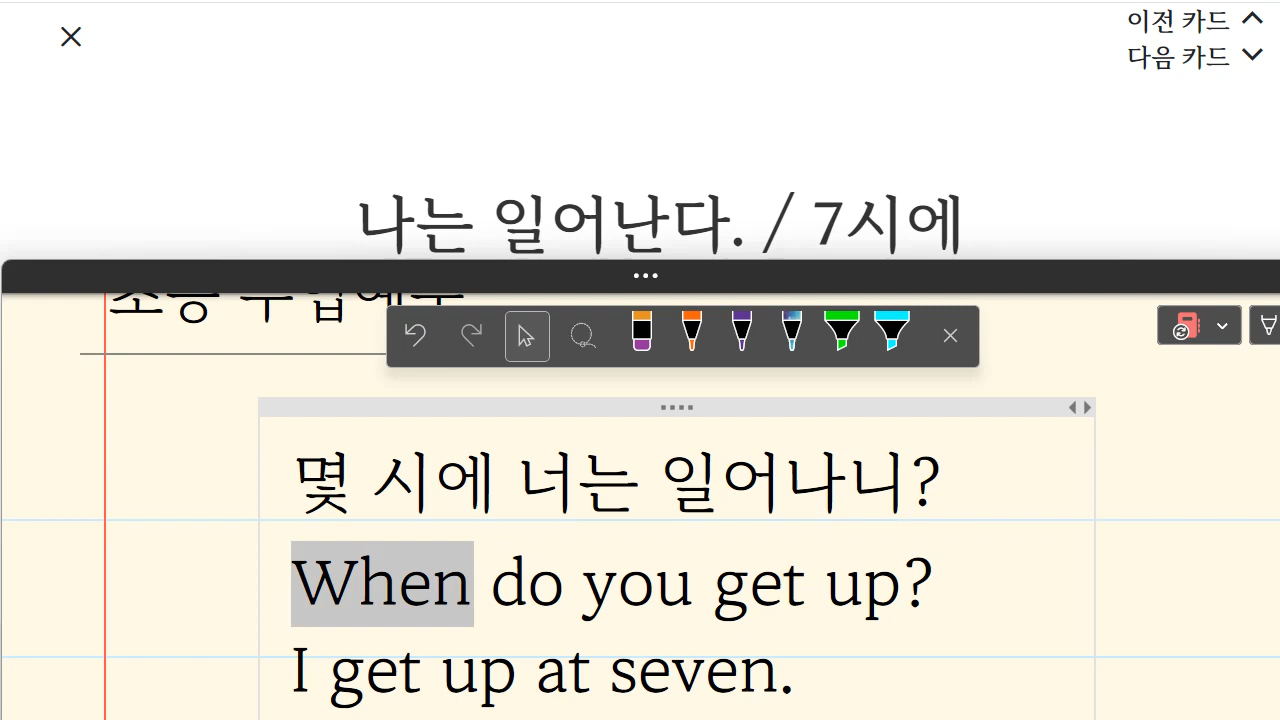 이전 카드
다음 카드
나는 일어난다. / 7시에
몇 시에 너는 일어나니?
When do you get up?
I get up at seven.